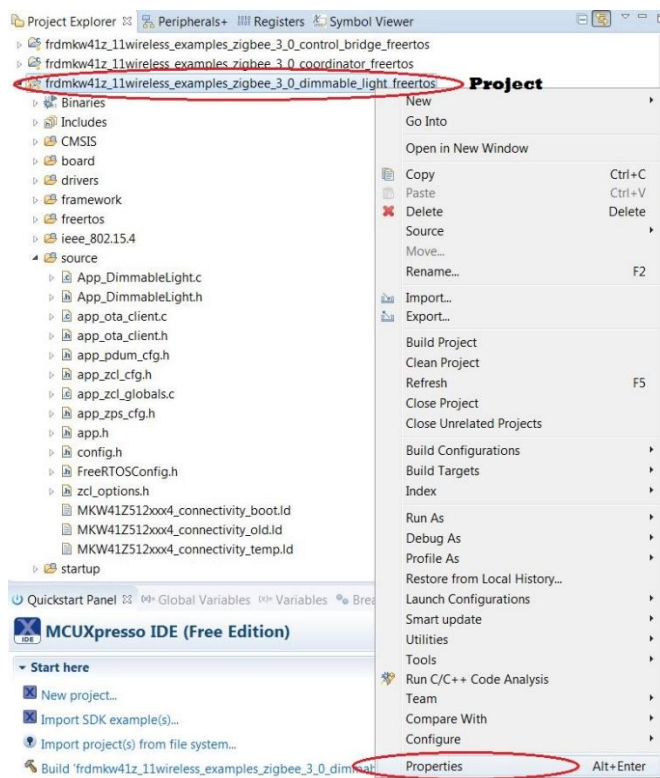 Project Explorer Peripherals+ Registers Symbol Viewer
frdmkw41z_11wireless_examples_zigbee_3_0_control_bridge_freertos
frdmkw41z_11wireless_examples_zigbee_3_0_coordinator_freertos
frdmkw41z_11wireless_examples_zigbee_3_0_dimmable_light_freertos Project
Binaries
Includes
CMSIS
board
drivers
framework
freertos
ieee_802.15.4
source
App_DimmableLight.c
App_DimmableLight.h
app_ota_client.c
app_ota_client.h
app_pdum_cfg.h
app_zcl_cfg.h
app_zcl_globals.c
app_zps_cfg.h
app.h
config.h
FreeRTOSConfig.h
zcl_options.h
MKW41Z512xxx4_connectivity_boot.ld
MKW41Z512xxx4_connectivity_old.ld
MKW41Z512xxx4_connectivity_temp.ld
startup
New
Go Into
Open in New Window
Copy Ctrl+C
Paste Ctrl+V
Delete Delete
Source
Move...
Rename... F2
Import...
Export...
Build Project
Clean Project
Refresh F5
Close Project
Close Unrelated Projects
Build Configurations
Build Targets
Index
Run As
Debug As
Profile As
Restore from Local History...
Launch Configurations
Smart update
Utilities
Tools
Run C/C++ Code Analysis
Team
Compare With
Configure
Properties Alt+Enter
Quickstart Panel (x)= Global Variables (x)= Variables Brea
IDE MCUXpresso IDE (Free Edition)
Start here
New project...
Import SDK example(s)...
Import project(s) from file system...
Build 'frdmkw41z_11wireless_examples_zigbee_3_0_dimmab